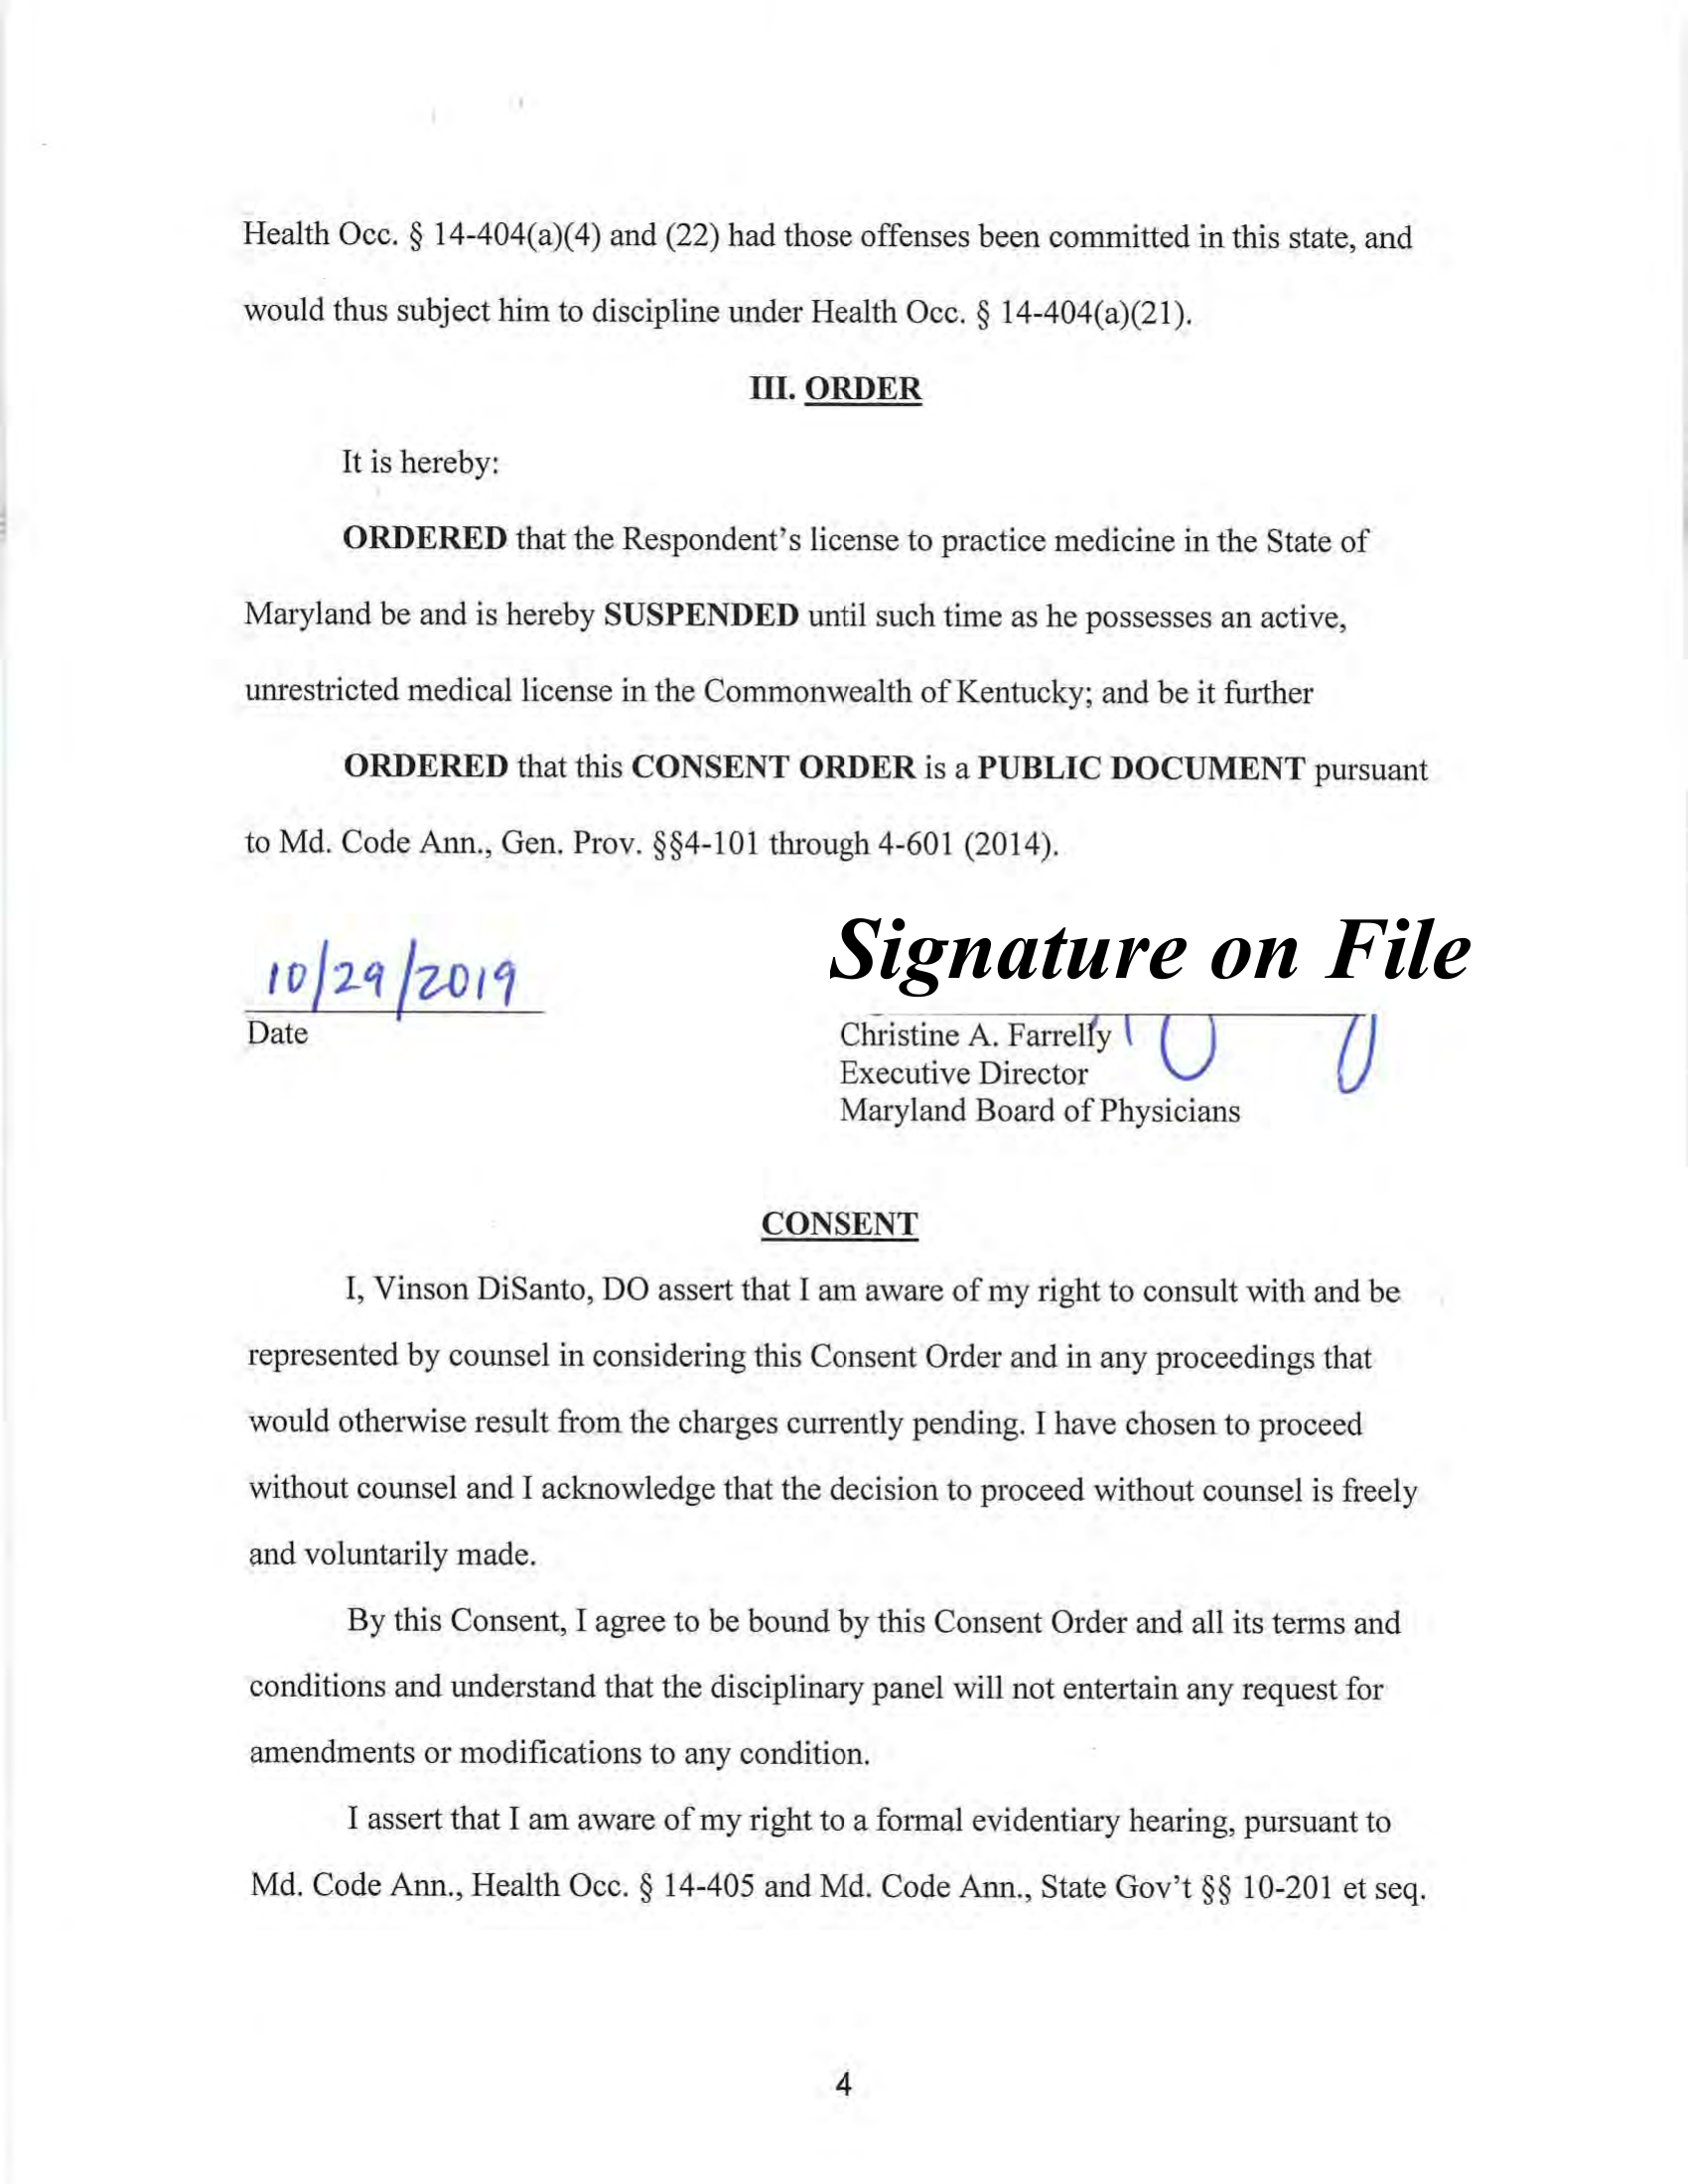 Health Occ. § 14-404(a)(4) and (22) had those offenses been committed in this state, and
would thus subject him to discipline under Health Occ. § 14-404(a)(21).
III. ORDER
It is hereby:
ORDERED that the Respondent's license to practice medicine in the State of
Maryland be and is hereby SUSPENDED until such time as he possesses an active,
unrestricted medical license in the Commonwealth of Kentucky; and be it further
ORDERED that this CONSENT ORDER is a PUBLIC DOCUMENT pursuant
to Md. Code Ann., Gen. Prov. §§4-101 through 4-601 (2014).
10/29/2019
Date
Signature on File
Christine A. Farrelly
Executive Director
Maryland Board of Physicians
CONSENT
I, Vinson DiSanto, DO assert that I am aware of my right to consult with and be
represented by counsel in considering this Consent Order and in any proceedings that
would otherwise result from the charges currently pending. I have chosen to proceed
without counsel and I acknowledge that the decision to proceed without counsel is freely
and voluntarily made.
By this Consent, I agree to be bound by this Consent Order and all its terms and
conditions and understand that the disciplinary panel will not entertain any request for
amendments or modifications to any condition.
I assert that I am aware of my right to a formal evidentiary hearing, pursuant to
Md. Code Ann., Health Occ. § 14-405 and Md. Code Ann., State Gov't §§ 10-201 et seq.
4